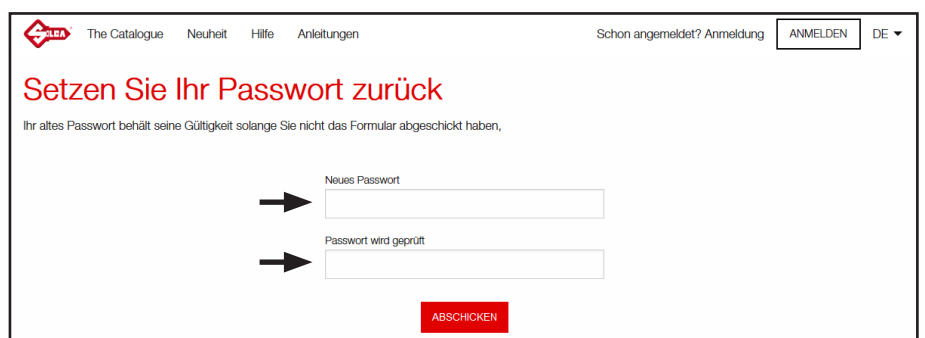 SILCA The Catalogue Neuheit Hilfe Anleitungen Schon angemeldet? Anmeldung ANMELDEN DE
Setzen Sie Ihr Passwort zurück
Ihr altes Passwort behält seine Gültigkeit solange Sie nicht das Formular abgeschickt haben,
Neues Passwort
Passwort wird geprüft
ABSCHICKEN